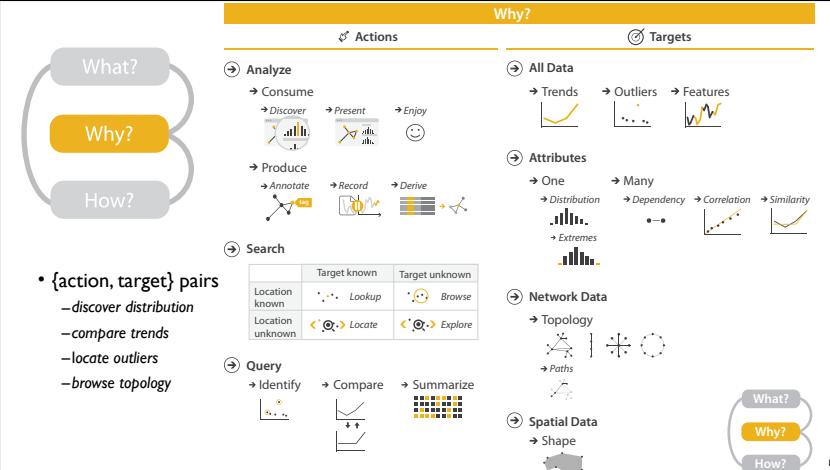 Why?
What?
Why?
How?
• {action, target} pairs
–discover distribution
–compare trends
–locate outliers
–browse topology
Actions
Analyze
Consume
Discover
Present
Enjoy
Produce
Annotate
Record
Derive
tag
Search
Target known
Target unknown
Location known
Lookup
Browse
Location unknown
Locate
Explore
Query
Identify
Compare
Summarize
Targets
All Data
Trends
Outliers
Features
Attributes
One
Many
Distribution
Dependency
Correlation
Similarity
Extremes
Network Data
Topology
Paths
Spatial Data
Shape
What?
Why?
How?